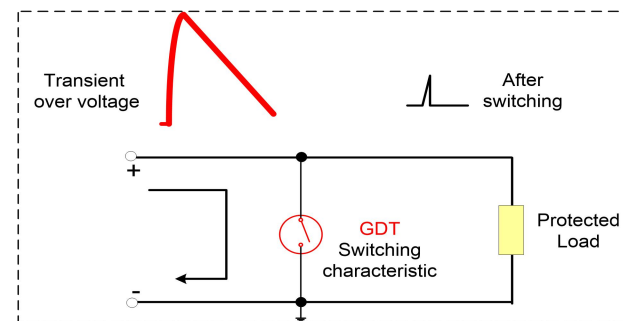 Transient
over voltage
After
switching
+
GDT
Switching
characteristic
Protected
Load
-